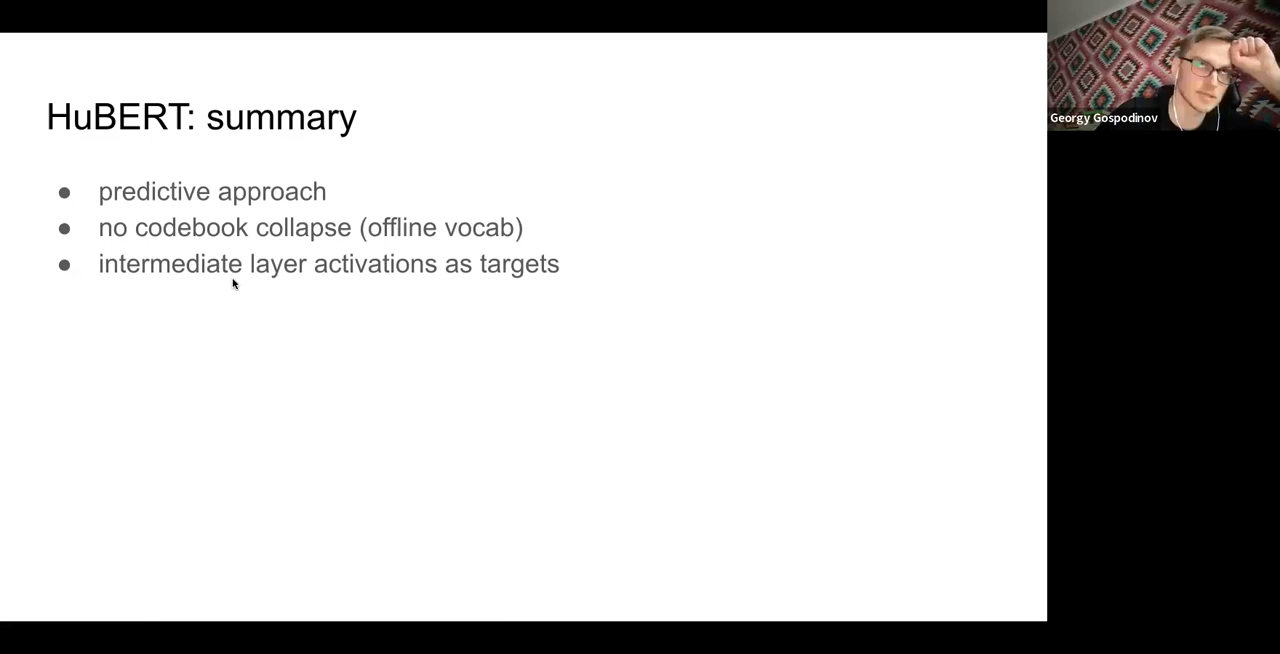 HuBERT: summary
● predictive approach
● no codebook collapse (offline vocab)
● intermediate layer activations as targets
Georgy Gospodinov